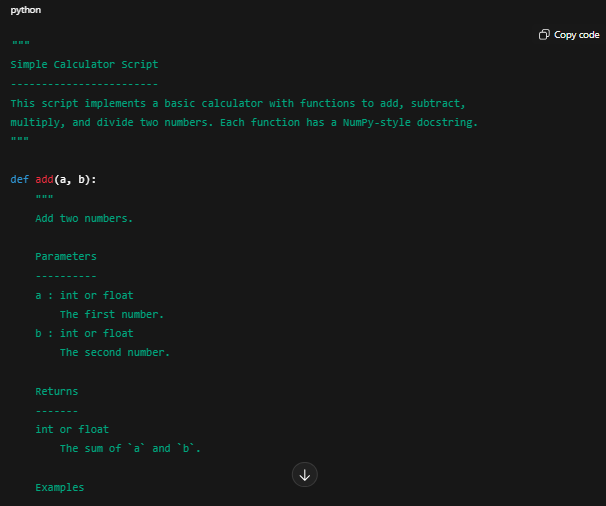 python
Copy code
"""
Simple Calculator Script
------------------------
This script implements a basic calculator with functions to add, subtract,
multiply, and divide two numbers. Each function has a NumPy-style docstring.
"""
def add(a, b):
"""
Add two numbers.
Parameters
----------
a : int or float
The first number.
b : int or float
The second number.
Returns
-------
int or float
The sum of `a` and `b`.
Examples